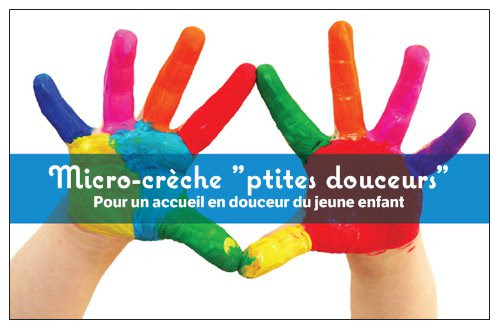 Micro-crèche "ptites douceurs"
Pour un accueil en douceur du jeune enfant